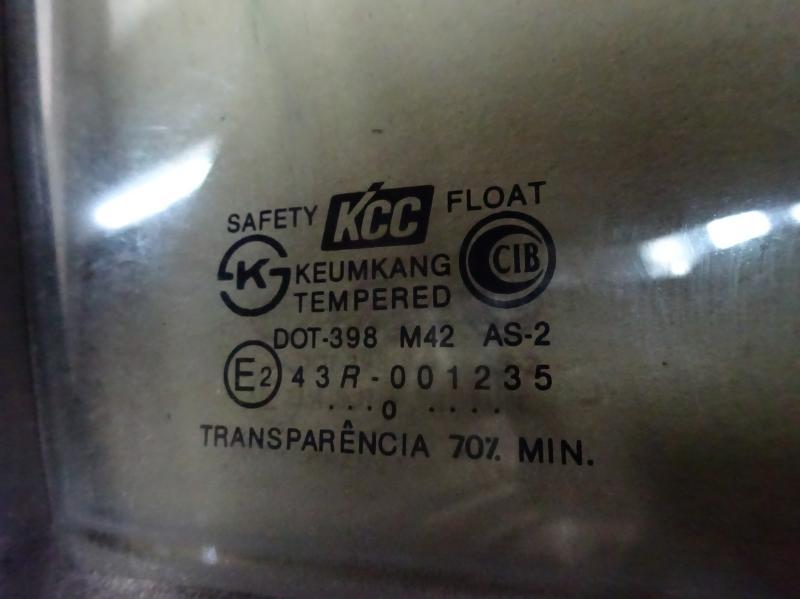 SAFETY KCC FLOAT
K KEUMKANG CIB
TEMPERED
DOT-398 M42 AS-2
E2 43R-001235
···0 ····
TRANSPARÊNCIA 70% MIN.